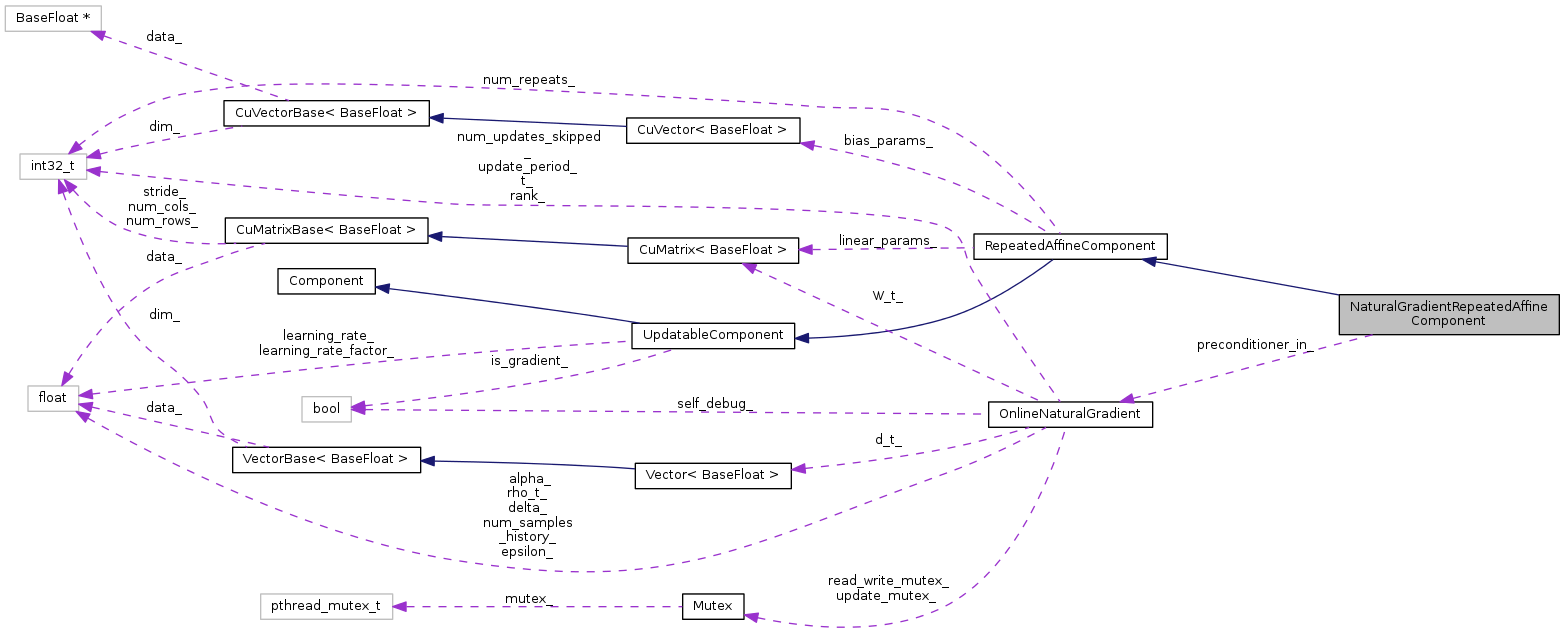 BaseFloat *
data_
num_repeats_
CuVectorBase< BaseFloat >
dim_
CuVector< BaseFloat >
num_updates_skipped
_
update_period_
t_
rank_
bias_params_
int32_t
stride_
num_cols_
num_rows_
CuMatrixBase< BaseFloat >
CuMatrix< BaseFloat >
linear_params_
RepeatedAffineComponent
data_
Component
W_t_
NaturalGradientRepeatedAffine
Component
dim_
learning_rate_
learning_rate_factor_
UpdatableComponent
is_gradient_
preconditioner_in_
float
bool
self_debug_
OnlineNaturalGradient
data_
VectorBase< BaseFloat >
d_t_
Vector< BaseFloat >
alpha_
rho_t_
delta_
num_samples
_history_
epsilon_
read_write_mutex_
update_mutex_
pthread_mutex_t
mutex_
Mutex